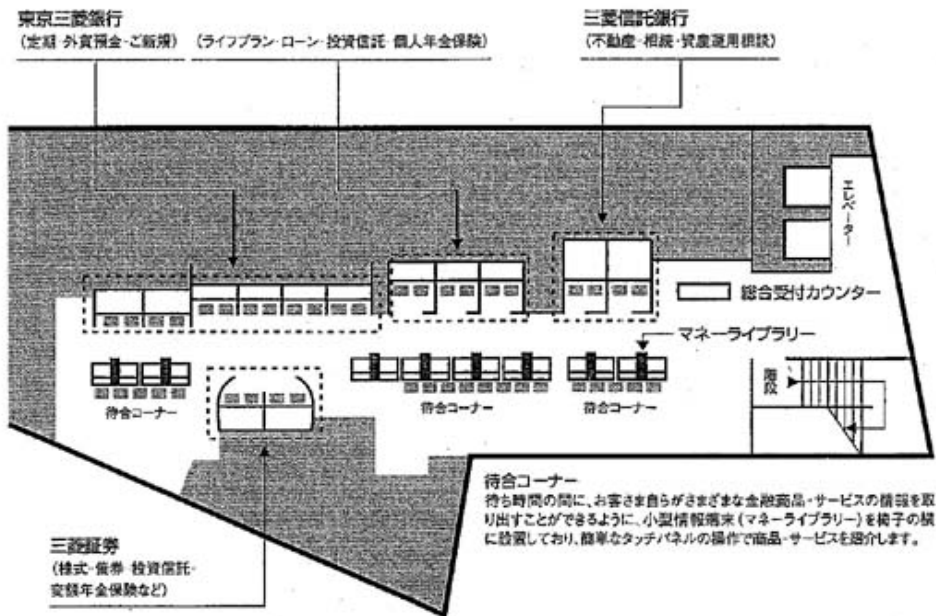 東京三菱銀行
(定期・外貨預金・ご新規)
(ライフプラン・ローン・投資信託・個人年金保険)
三菱信託銀行
(不動産・相続・資産運用相談)
エレベーター
総合受付カウンター
マネーライブラリー
階段
待合コーナー
待合コーナー
待合コーナー
三菱証券
(株式・債券・投資信託・
変額年金保険など)
待合コーナー
待ち時間の間に、お客さま自らがさまざまな金融商品・サービスの情報を取
り出すことができるように、小型情報端末(マネーライブラリー)を椅子の横
に設置しており、簡単なタッチパネルの操作で商品・サービスを紹介します。